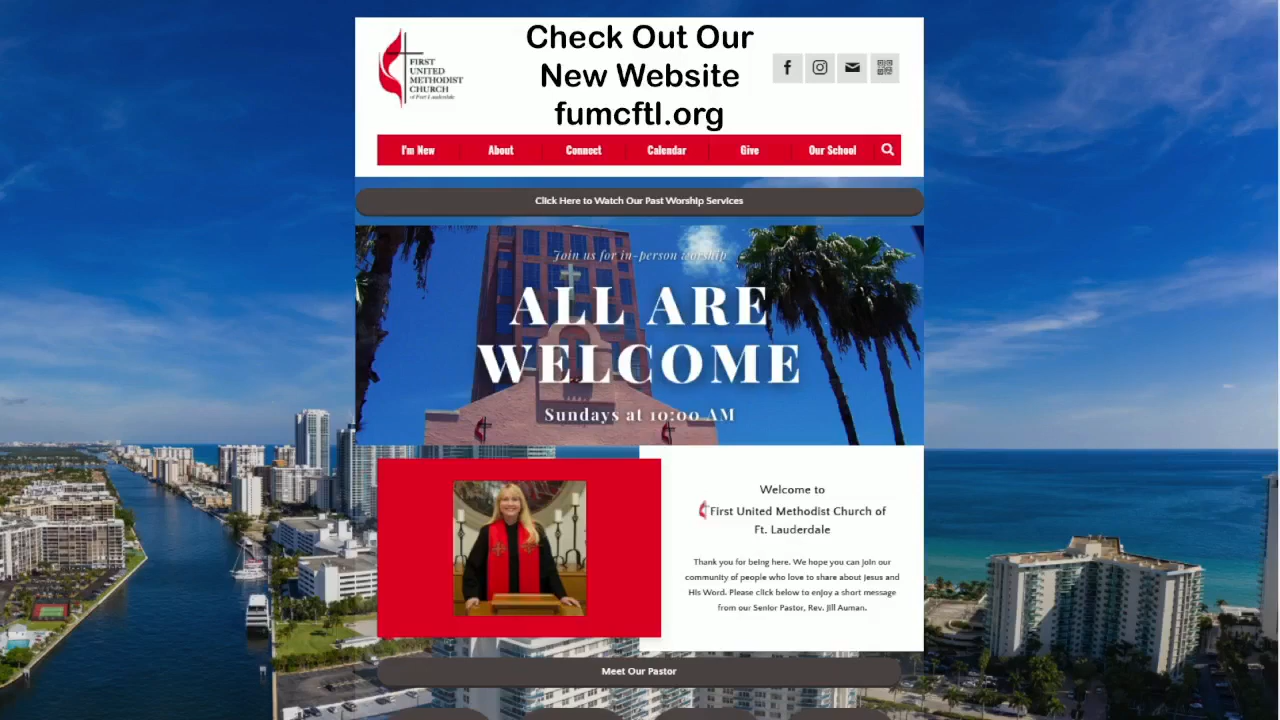 FIRST
UNITED
METHODIST
CHURCH
of Fort Lauderdale
Check Out Our
New Website
fumcftl.org
I'm New
About
Connect
Calendar
Give
Our School
Click Here to Watch Our Past Worship Services
Join us for in-person worship
ALL ARE
WELCOME
Sundays at 10:00 AM
Welcome to
First United Methodist Church of
Ft. Lauderdale
Thank you for being here. We hope you can join our
community of people who love to share about Jesus and
His Word. Please click below to enjoy a short message
from our Senior Pastor, Rev. Jill Auman.
Meet Our Pastor